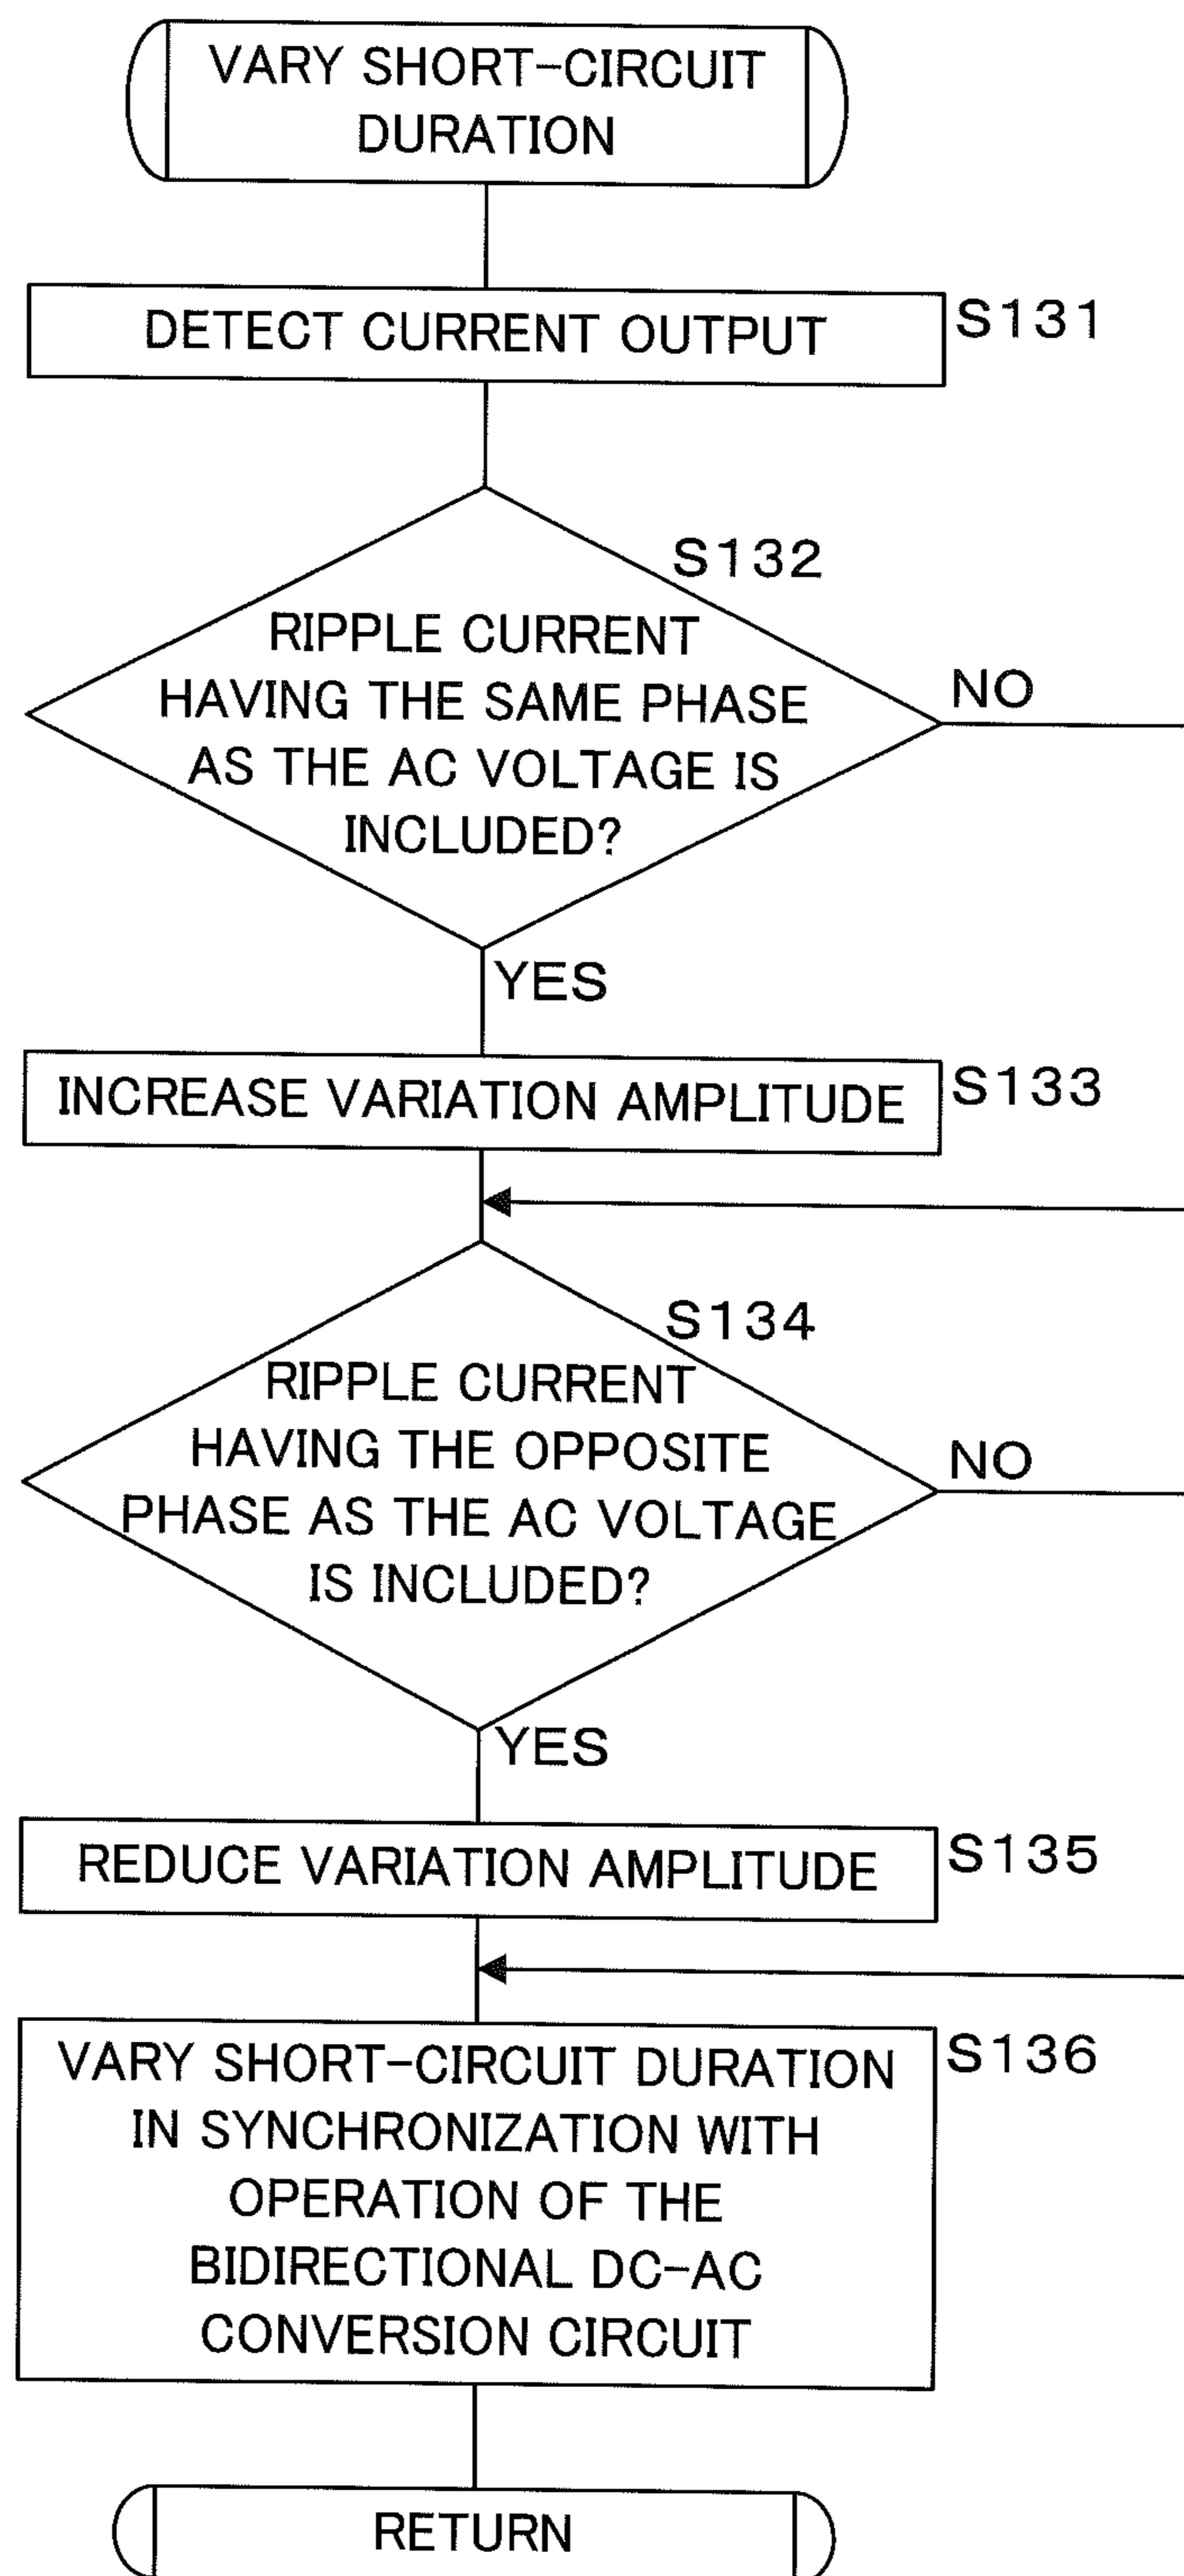 VARY SHORT-CIRCUIT
DURATION
DETECT CURRENT OUTPUT
S131
S132
RIPPLE CURRENT
HAVING THE SAME PHASE
AS THE AC VOLTAGE IS
INCLUDED?
NO
YES
INCREASE VARIATION AMPLITUDE
S133
S134
RIPPLE CURRENT
HAVING THE OPPOSITE
PHASE AS THE AC VOLTAGE
IS INCLUDED?
NO
YES
REDUCE VARIATION AMPLITUDE
S135
VARY SHORT-CIRCUIT DURATION
IN SYNCHRONIZATION WITH
OPERATION OF THE
BIDIRECTIONAL DC-AC
CONVERSION CIRCUIT
S136
RETURN